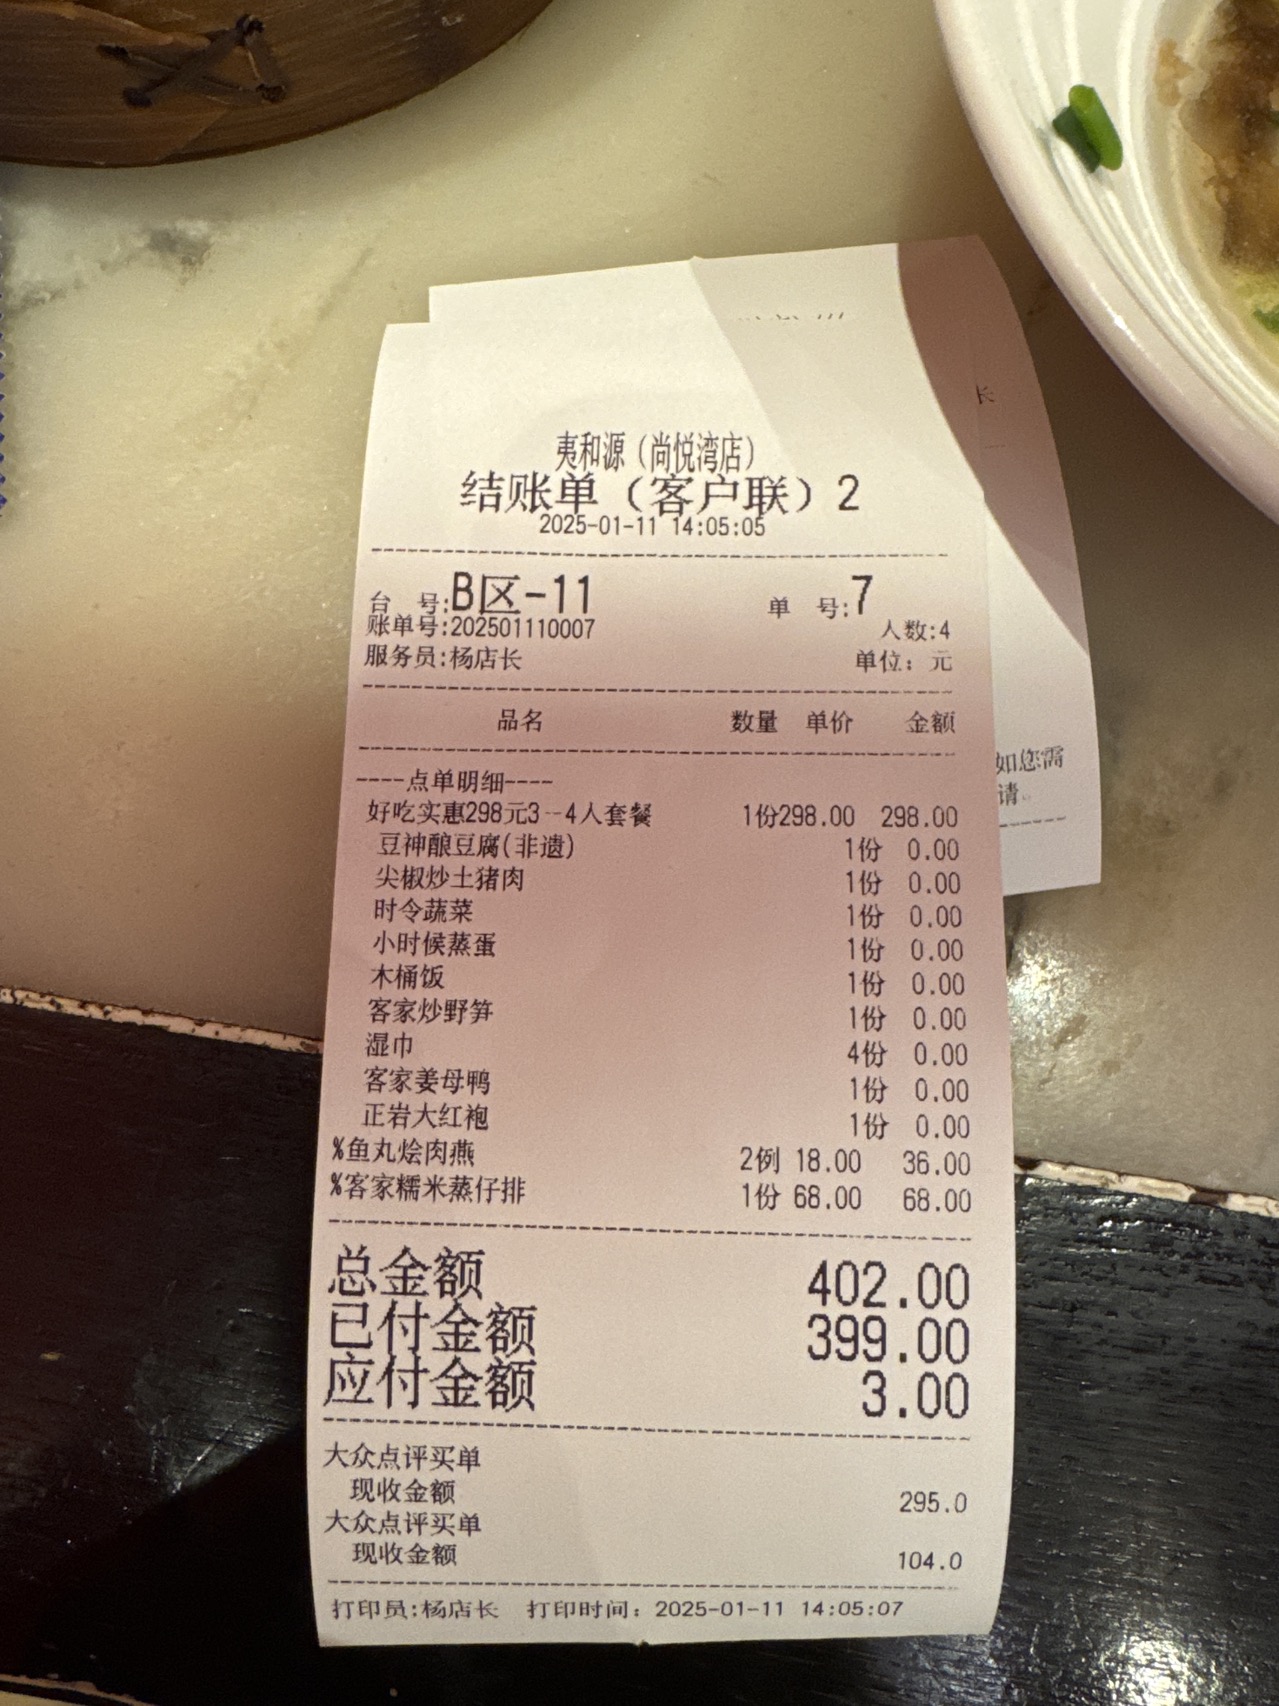 夷和源（尚悦湾店）
结账单（客户联）2
2025-01-11 14:05:05
台 号:B区-11 单 号:7
账单号:202501110007 人数:4
服务员:杨店长 单位：元
品名 数量 单价 金额
----点单明细----
好吃实惠298元3--4人套餐 1份298.00 298.00
豆神酿豆腐(非遗) 1份 0.00
尖椒炒土猪肉 1份 0.00
时令蔬菜 1份 0.00
小时候蒸蛋 1份 0.00
木桶饭 1份 0.00
客家炒野笋 1份 0.00
湿巾 4份 0.00
客家姜母鸭 1份 0.00
正岩大红袍 1份 0.00
%鱼丸烩肉燕 2例 18.00 36.00
%客家糯米蒸仔排 1份 68.00 68.00
总金额 402.00
已付金额 399.00
应付金额 3.00
大众点评买单
现收金额 295.0
大众点评买单
现收金额 104.0
打印员:杨店长 打印时间：2025-01-11 14:05:07
长
如您需
请。